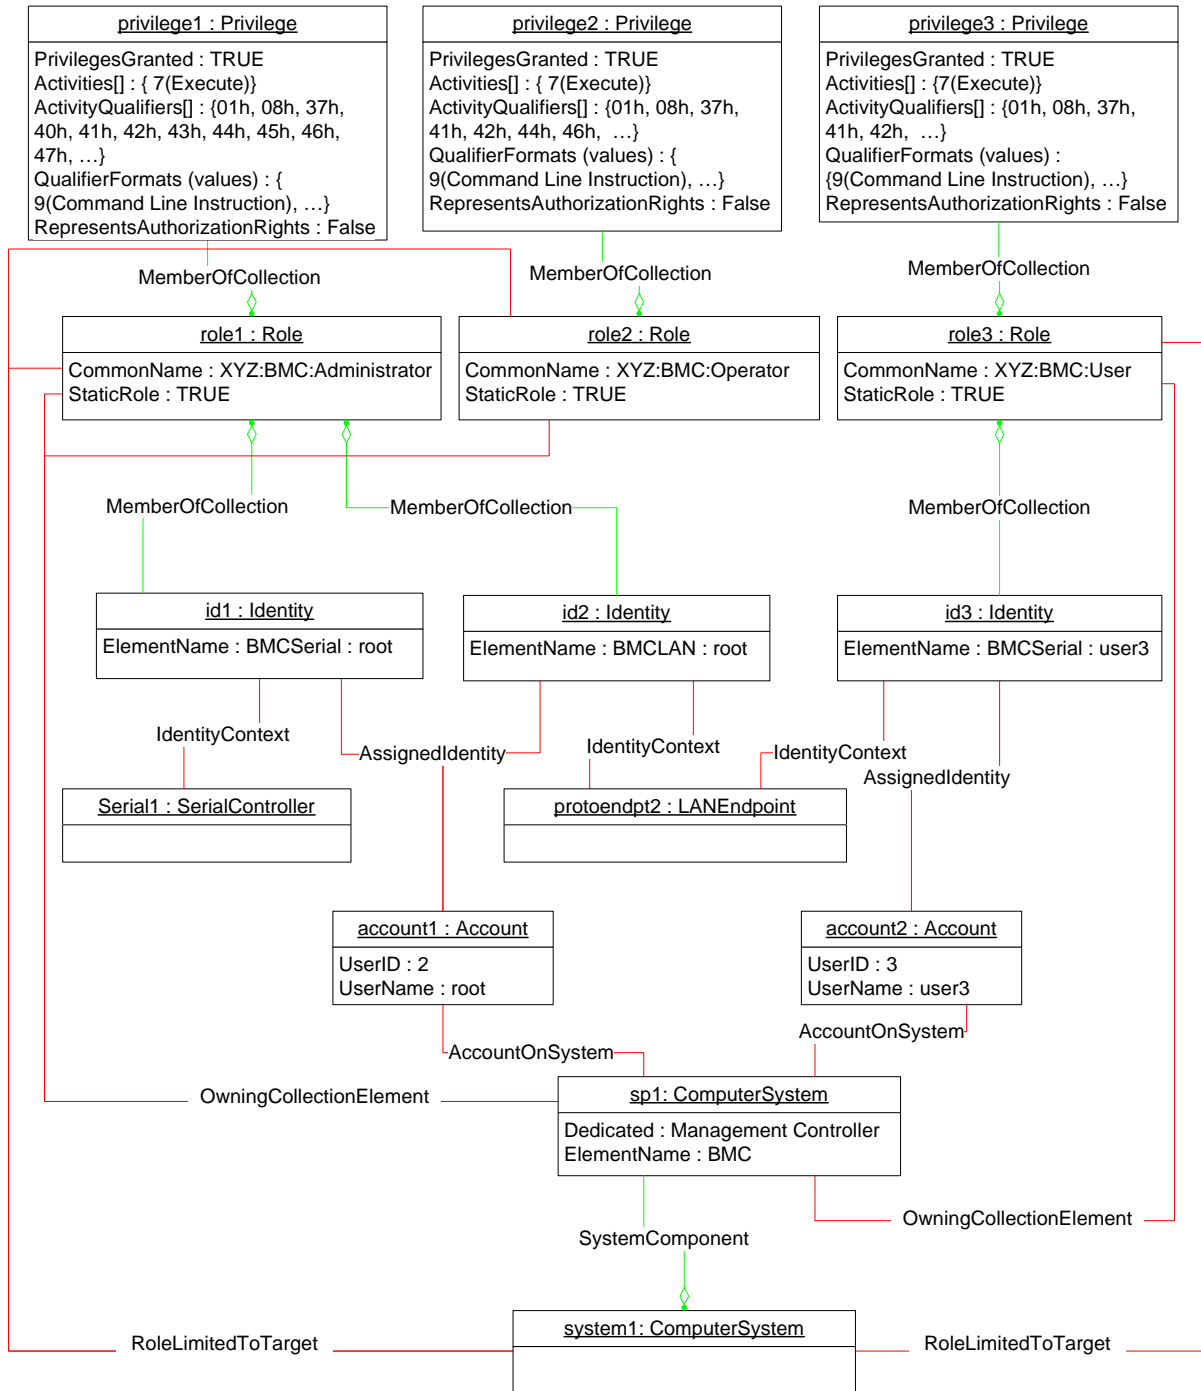 privilege1 : Privilege
PrivilegesGranted : TRUE
Activities[] : { 7(Execute)}
ActivityQualifiers[] : {01h, 08h, 37h,
40h, 41h, 42h, 43h, 44h, 45h, 46h,
47h, …}
QualifierFormats (values) : {
9(Command Line Instruction), …}
RepresentsAuthorizationRights : False
privilege2 : Privilege
PrivilegesGranted : TRUE
Activities[] : { 7(Execute)}
ActivityQualifiers[] : {01h, 08h, 37h,
41h, 42h, 44h, 46h, …}
QualifierFormats (values) : {
9(Command Line Instruction), …}
RepresentsAuthorizationRights : False
privilege3 : Privilege
PrivilegesGranted : TRUE
Activities[] : {7(Execute)}
ActivityQualifiers[] : {01h, 08h, 37h,
41h, 42h, …}
QualifierFormats (values) :
{9(Command Line Instruction), …}
RepresentsAuthorizationRights : False
MemberOfCollection
MemberOfCollection
MemberOfCollection
role1 : Role
CommonName : XYZ:BMC:Administrator
StaticRole : TRUE
role2 : Role
CommonName : XYZ:BMC:Operator
StaticRole : TRUE
role3 : Role
CommonName : XYZ:BMC:User
StaticRole : TRUE
MemberOfCollection
MemberOfCollection
MemberOfCollection
id1 : Identity
ElementName : BMCSerial : root
id2 : Identity
ElementName : BMCLAN : root
id3 : Identity
ElementName : BMCSerial : user3
IdentityContext
AssignedIdentity
IdentityContext
IdentityContext
AssignedIdentity
Serial1 : SerialController
protoendpt2 : LANEndpoint
account1 : Account
UserID : 2
UserName : root
account2 : Account
UserID : 3
UserName : user3
AccountOnSystem
AccountOnSystem
OwningCollectionElement
sp1: ComputerSystem
Dedicated : Management Controller
ElementName : BMC
OwningCollectionElement
SystemComponent
system1: ComputerSystem
RoleLimitedToTarget
RoleLimitedToTarget